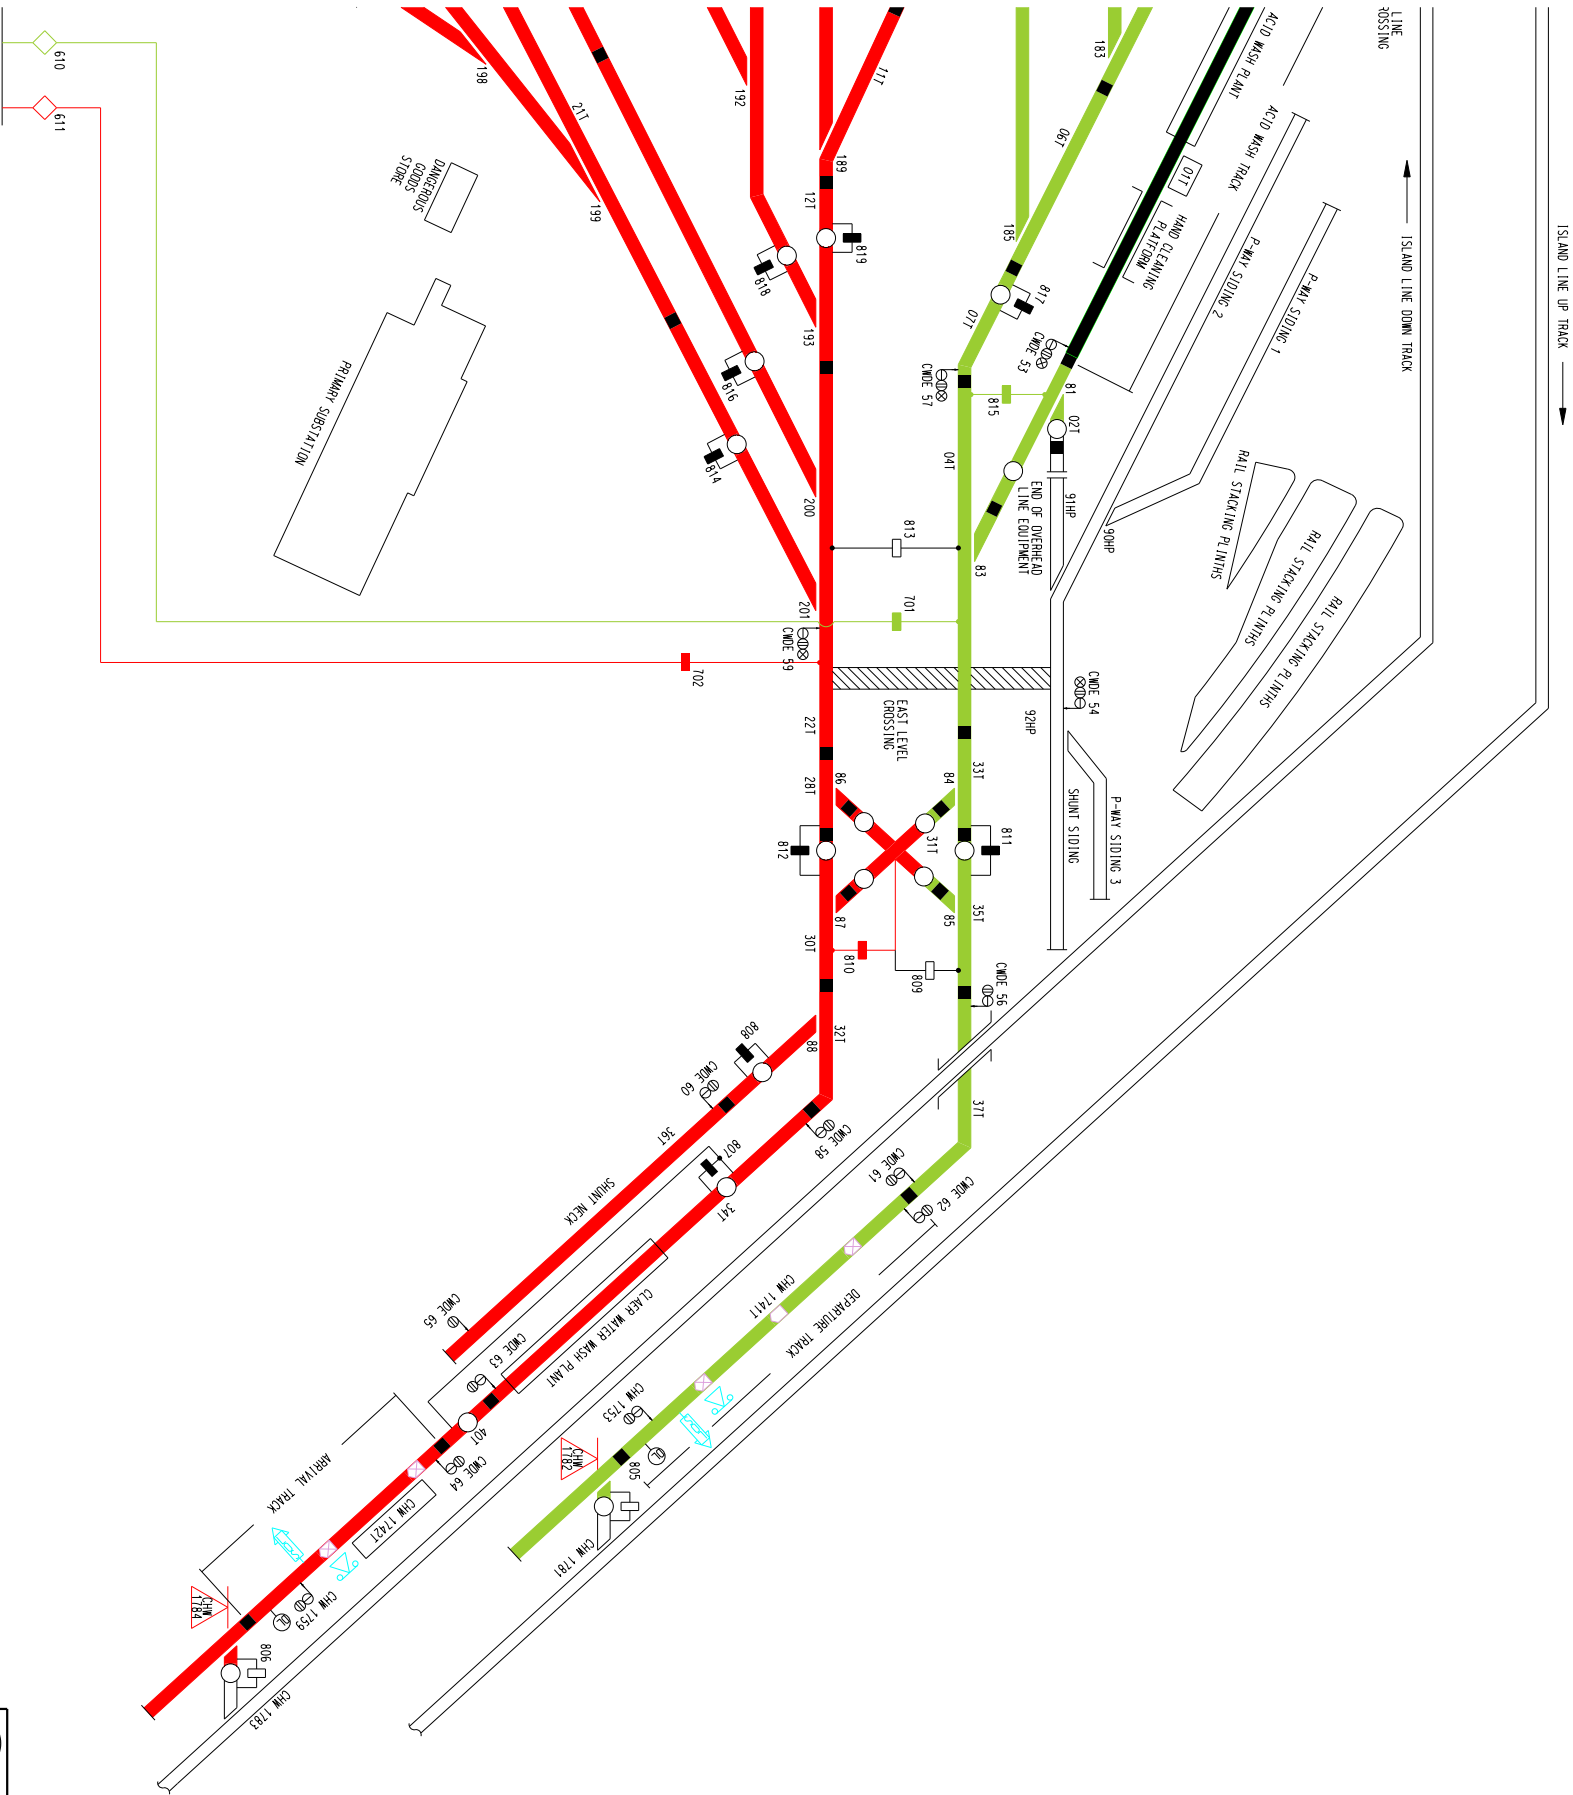 LINE
ROSSING
ISLAND LINE UP TRACK
ISLAND LINE DOWN TRACK
ACID WASH PLANT
ACID WASH TRACK
01T
HAND CLEANING
PLATFORM
P-WAY SIDING 2
P-WAY SIDING 1
RAIL STACKING PLINTHS
RAIL STACKING PLINTHS
RAIL STACKING PLINTHS
610
611
198
21T
199
192
189
12T
11T
819
818
193
816
814
200
DANGEROUS
GOODS
STORE
PRIMARY SUBSTATION
183
06T
185
817
07T
CWDE 53
CWDE 57
815
81
02T
04T
91HP
90HP
END OF OVERHEAD
LINE EQUIPMENT
83
813
701
201
CWDE 59
702
CWDE 54
92HP
EAST LEVEL
CROSSING
22T
28T
86
84
33T
31T
811
812
87
85
35T
30T
810
809
CWDE 56
P-WAY SIDING 3
SHUNT SIDING
32T
88
808
CWDE 60
36T
SHUNT NECK
CWDE 58
807
34T
37T
CWDE 61
CWDE 62
CLAER WATER WASH PLANT
CHW 1741T
DEPARTURE TRACK
CWDE 65
CWDE 63
40T
CWDE 64
CHW 1753
OL
805
CHW
1782
CHW 1781
ARRIVAL TRACK
CHW 1742T
CHW 1759
OL
CHW
1784
806
CHW 1783